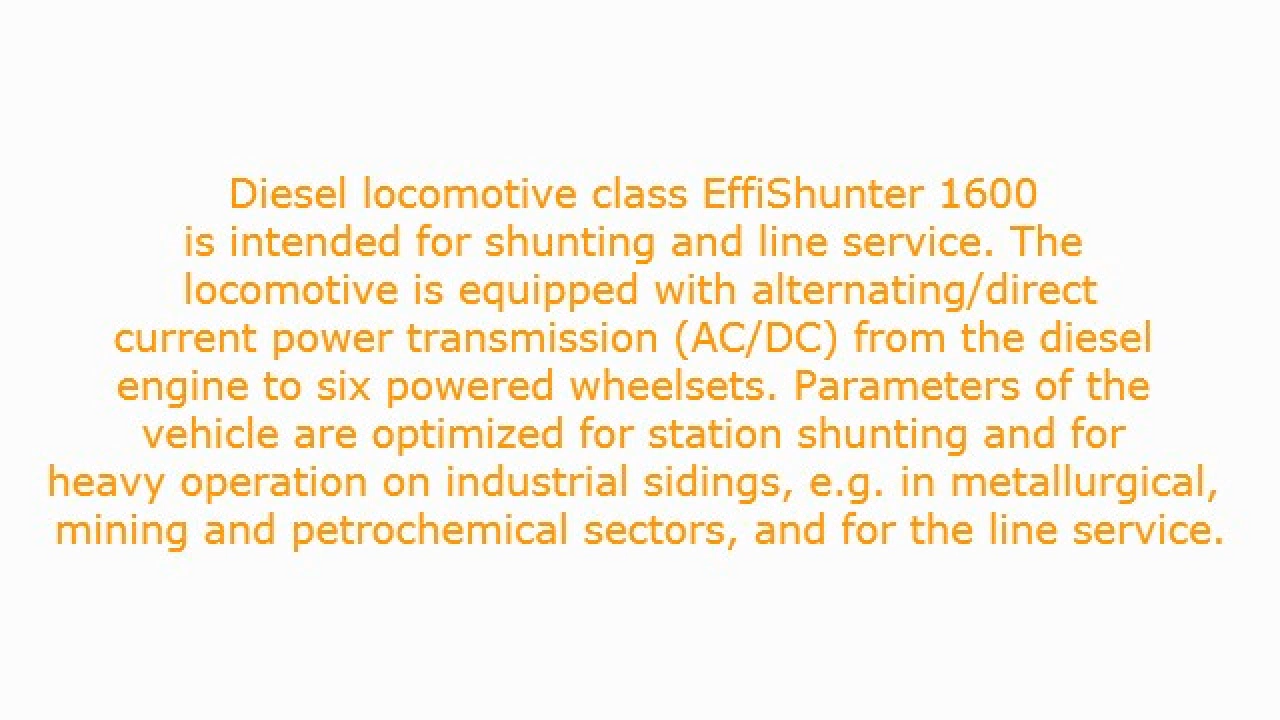 Diesel locomotive class EffiShunter 1600
is intended for shunting and line service. The
locomotive is equipped with alternating/direct
current power transmission (AC/DC) from the diesel
engine to six powered wheelsets. Parameters of the
vehicle are optimized for station shunting and for
heavy operation on industrial sidings, e.g. in metallurgical,
mining and petrochemical sectors, and for the line service.